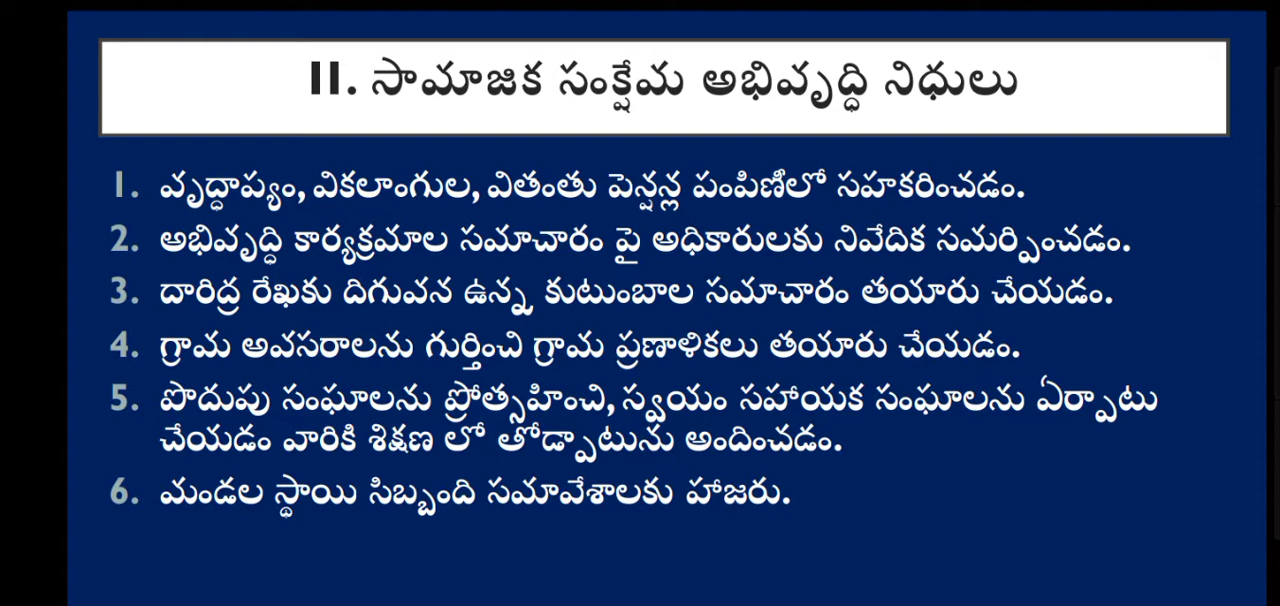 II. సామాజిక సంక్షేమ అభివృద్ధి నిధులు
1. వృద్ధాప్యం, వికలాంగుల, వితంతు పెన్షన్ల పంపిణీలో సహకరించడం.
2. అభివృద్ధి కార్యక్రమాల సమాచారం పై అధికారులకు నివేదిక సమర్పించడం.
3. దారిద్ర రేఖకు దిగువన ఉన్న కుటుంబాల సమాచారం తయారు చేయడం.
4. గ్రామ అవసరాలను గుర్తించి గ్రామ ప్రణాళికలు తయారు చేయడం.
5. పొదుపు సంఘాలను ప్రోత్సహించి, స్వయం సహాయక సంఘాలను ఏర్పాటు
చేయడం వారికి శిక్షణ లో తోడ్పాటును అందించడం.
6. మండల స్థాయి సిబ్బంది సమావేశాలకు హాజరు.